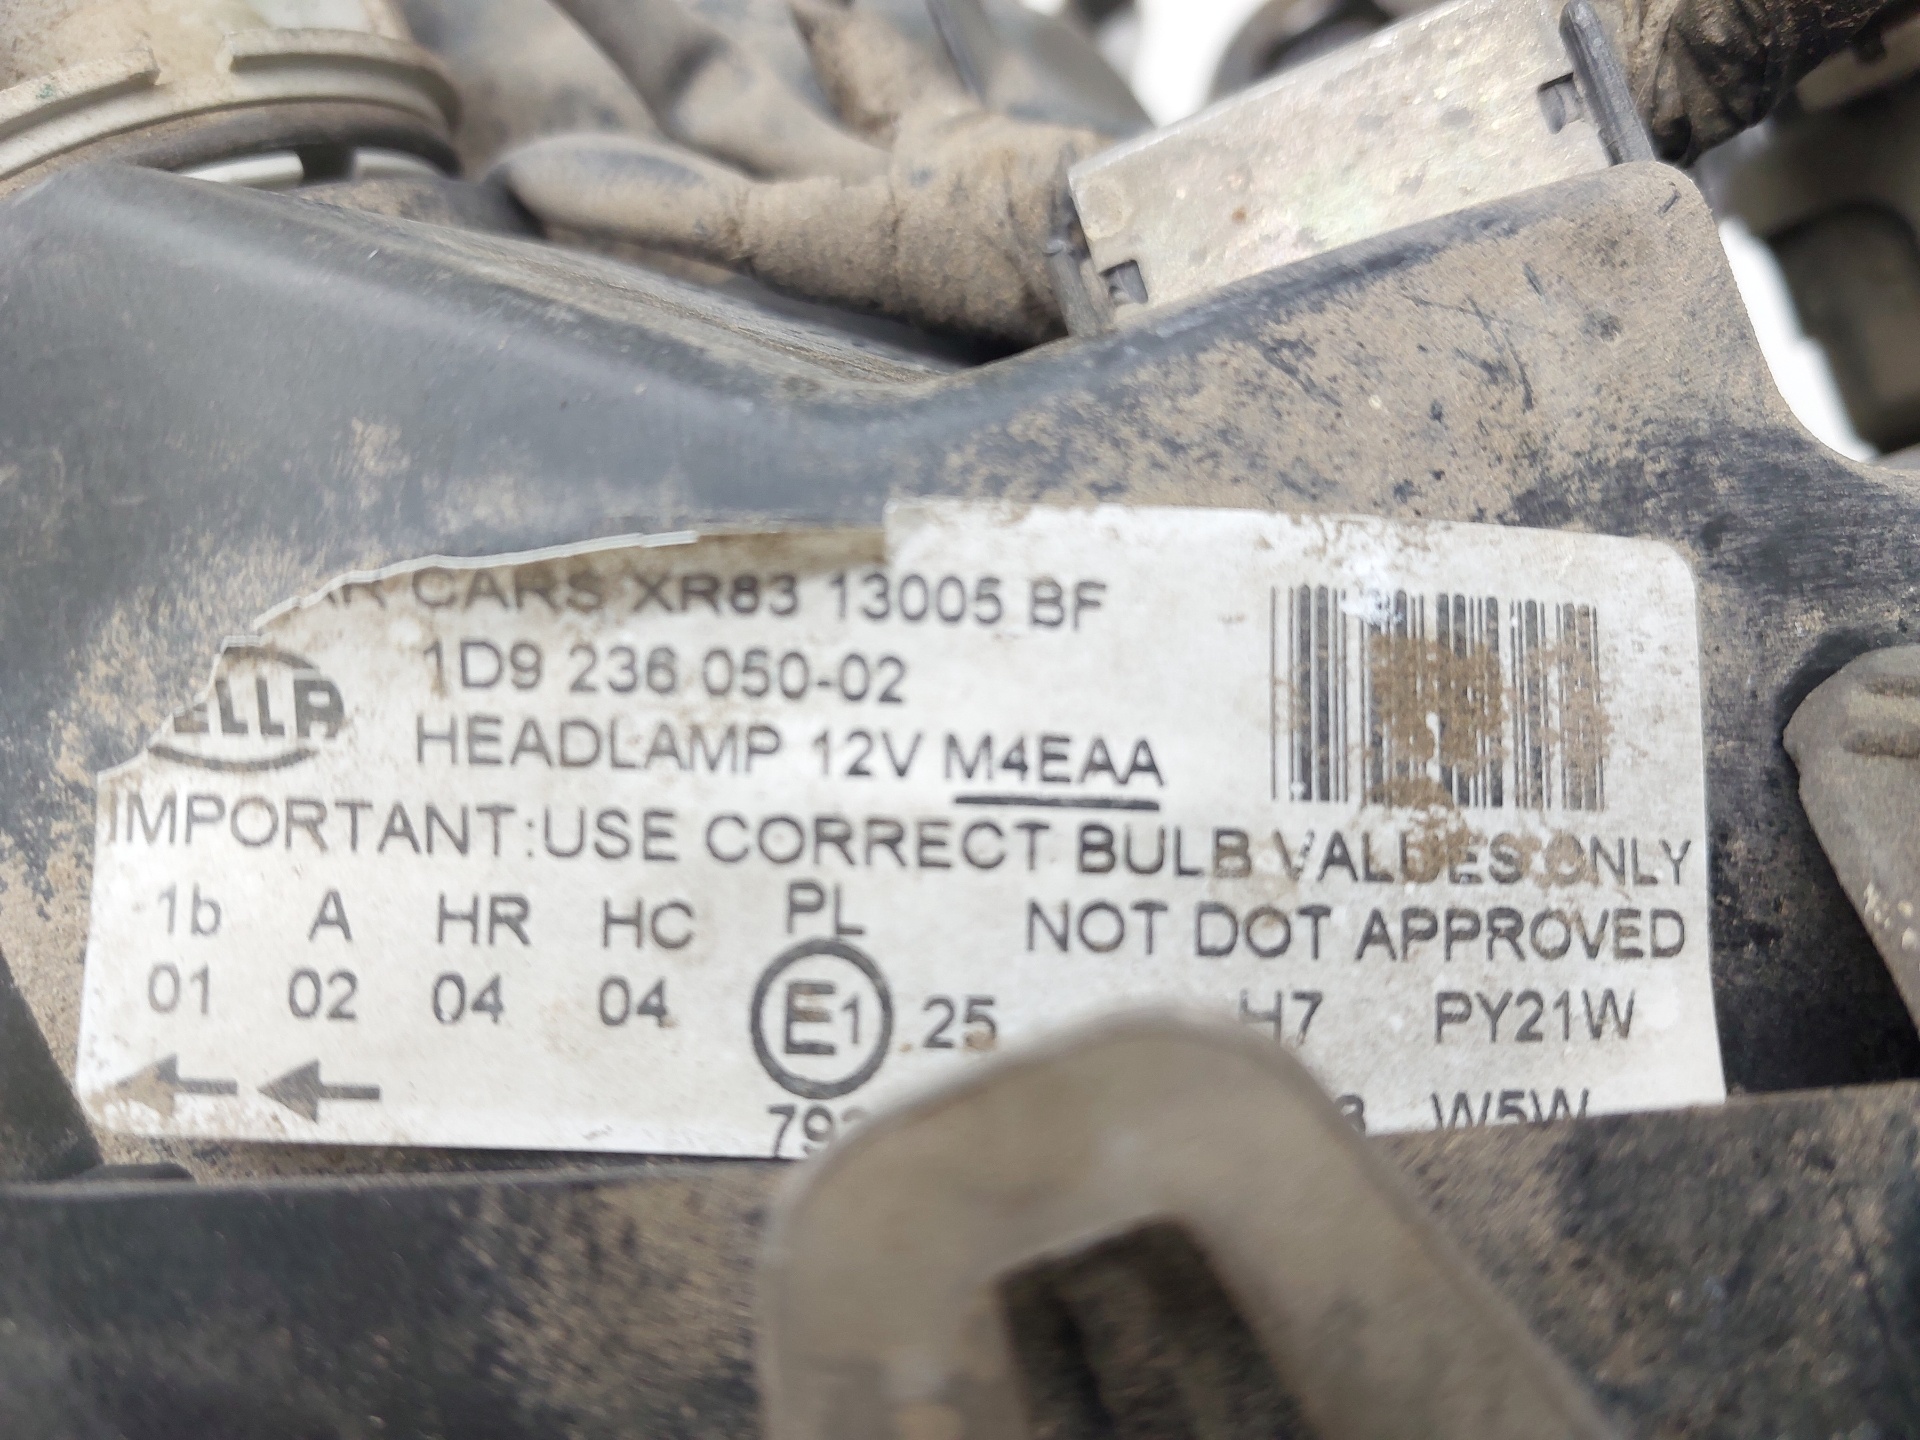 CARS XR83 13005 BF
1D9 236 050-02
ELLA
HEADLAMP 12V M4EAA
IMPORTANT:USE CORRECT BULB VALUES ONLY
1b A HR HC PL NOT DOT APPROVED
01 02 04 04 E1 25 H7 PY21W
W5W